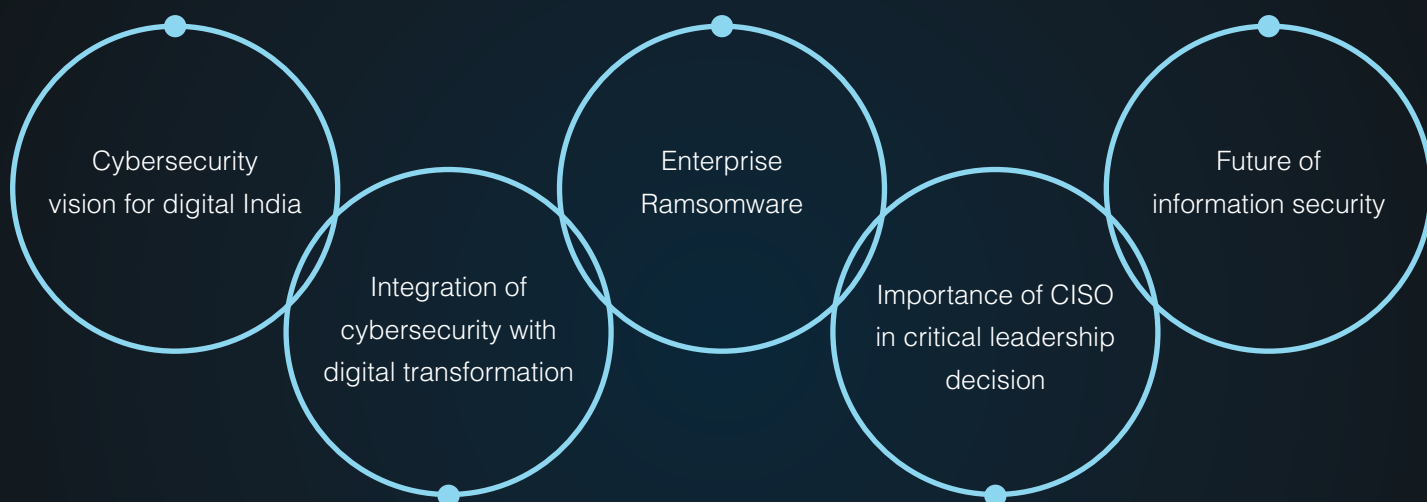 Cybersecurity
vision for digital India
Integration of
cybersecurity with
digital transformation
Enterprise
Ramsomware
Importance of CISO
in critical leadership
decision
Future of
information security